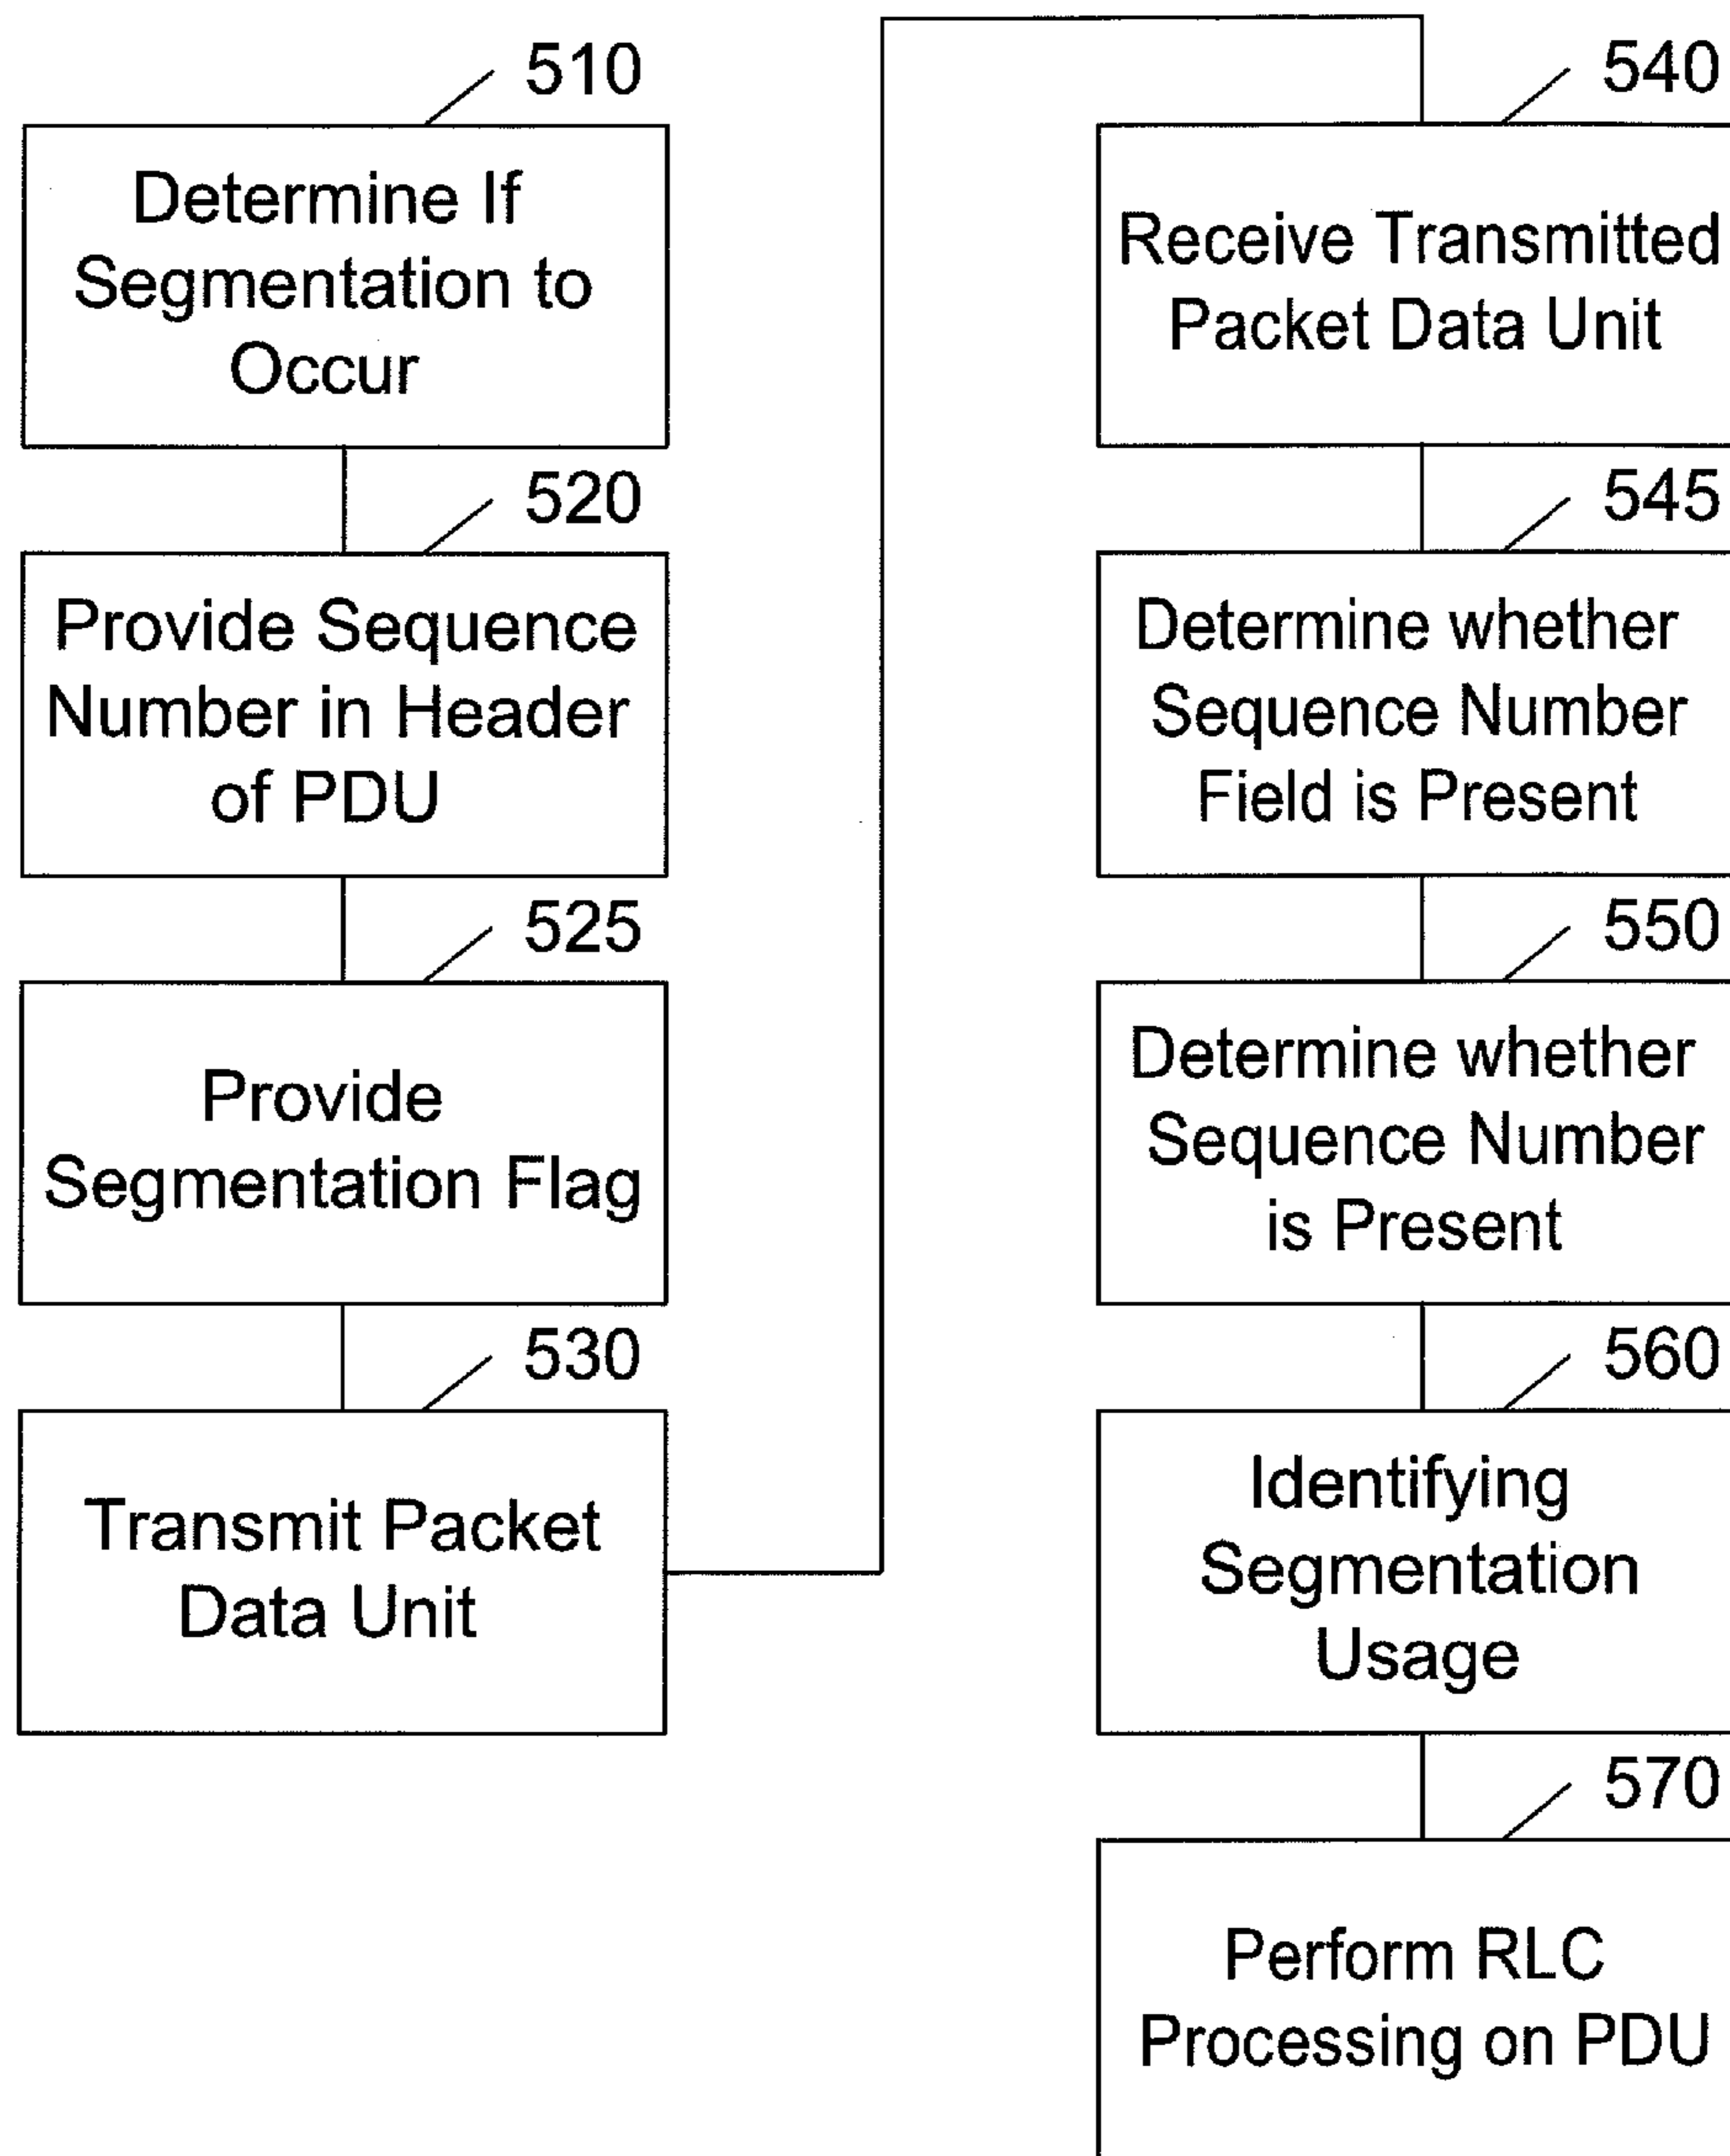 510
Determine If
Segmentation to
Occur
520
Provide Sequence
Number in Header
of PDU
525
Provide
Segmentation Flag
530
Transmit Packet
Data Unit
540
Receive Transmitted
Packet Data Unit
545
Determine whether
Sequence Number
Field is Present
550
Determine whether
Sequence Number
is Present
560
Identifying
Segmentation
Usage
570
Perform RLC
Processing on PDU